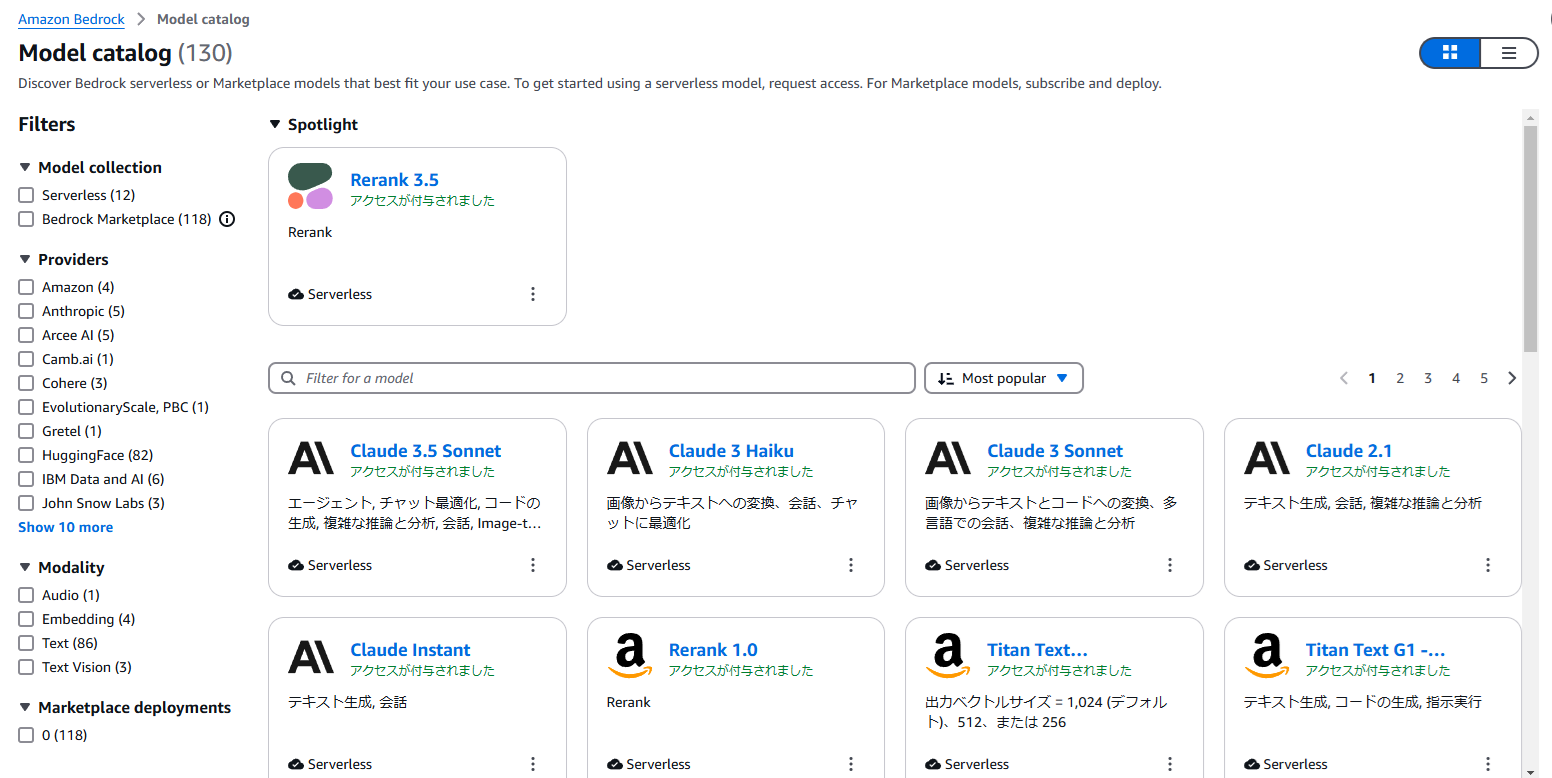 Amazon Bedrock > Model catalog
Model catalog (130)
Discover Bedrock serverless or Marketplace models that best fit your use case. To get started using a serverless model, request access. For Marketplace models, subscribe and deploy.
Filters
Model collection
Serverless (12)
Bedrock Marketplace (118)
Providers
Amazon (4)
Anthropic (5)
Arcee AI (5)
Camb.ai (1)
Cohere (3)
EvolutionaryScale, PBC (1)
Gretel (1)
HuggingFace (82)
IBM Data and AI (6)
John Snow Labs (3)
Show 10 more
Modality
Audio (1)
Embedding (4)
Text (86)
Text Vision (3)
Marketplace deployments
0 (118)
Spotlight
Rerank 3.5
アクセスが付与されました
Rerank
Serverless
Filter for a model
Most popular
1 2 3 4 5
Claude 3.5 Sonnet
アクセスが付与されました
エージェント, チャット最適化, コードの
生成, 複雑な推論と分析, 会話, Image-t...
Serverless
Claude 3 Haiku
アクセスが付与されました
画像からテキストへの変換、会話、チャ
ットに最適化
Serverless
Claude 3 Sonnet
アクセスが付与されました
画像からテキストとコードへの変換、多
言語での会話、複雑な推論と分析
Serverless
Claude 2.1
アクセスが付与されました
テキスト生成, 会話, 複雑な推論と分析
Serverless
Claude Instant
アクセスが付与されました
テキスト生成, 会話
Serverless
Rerank 1.0
アクセスが付与されました
Rerank
Serverless
Titan Text...
アクセスが付与されました
出力ベクトルサイズ = 1,024 (デフォル
ト)、512、または 256
Serverless
Titan Text G1 -...
アクセスが付与されました
テキスト生成, コードの生成, 指示実行
Serverless